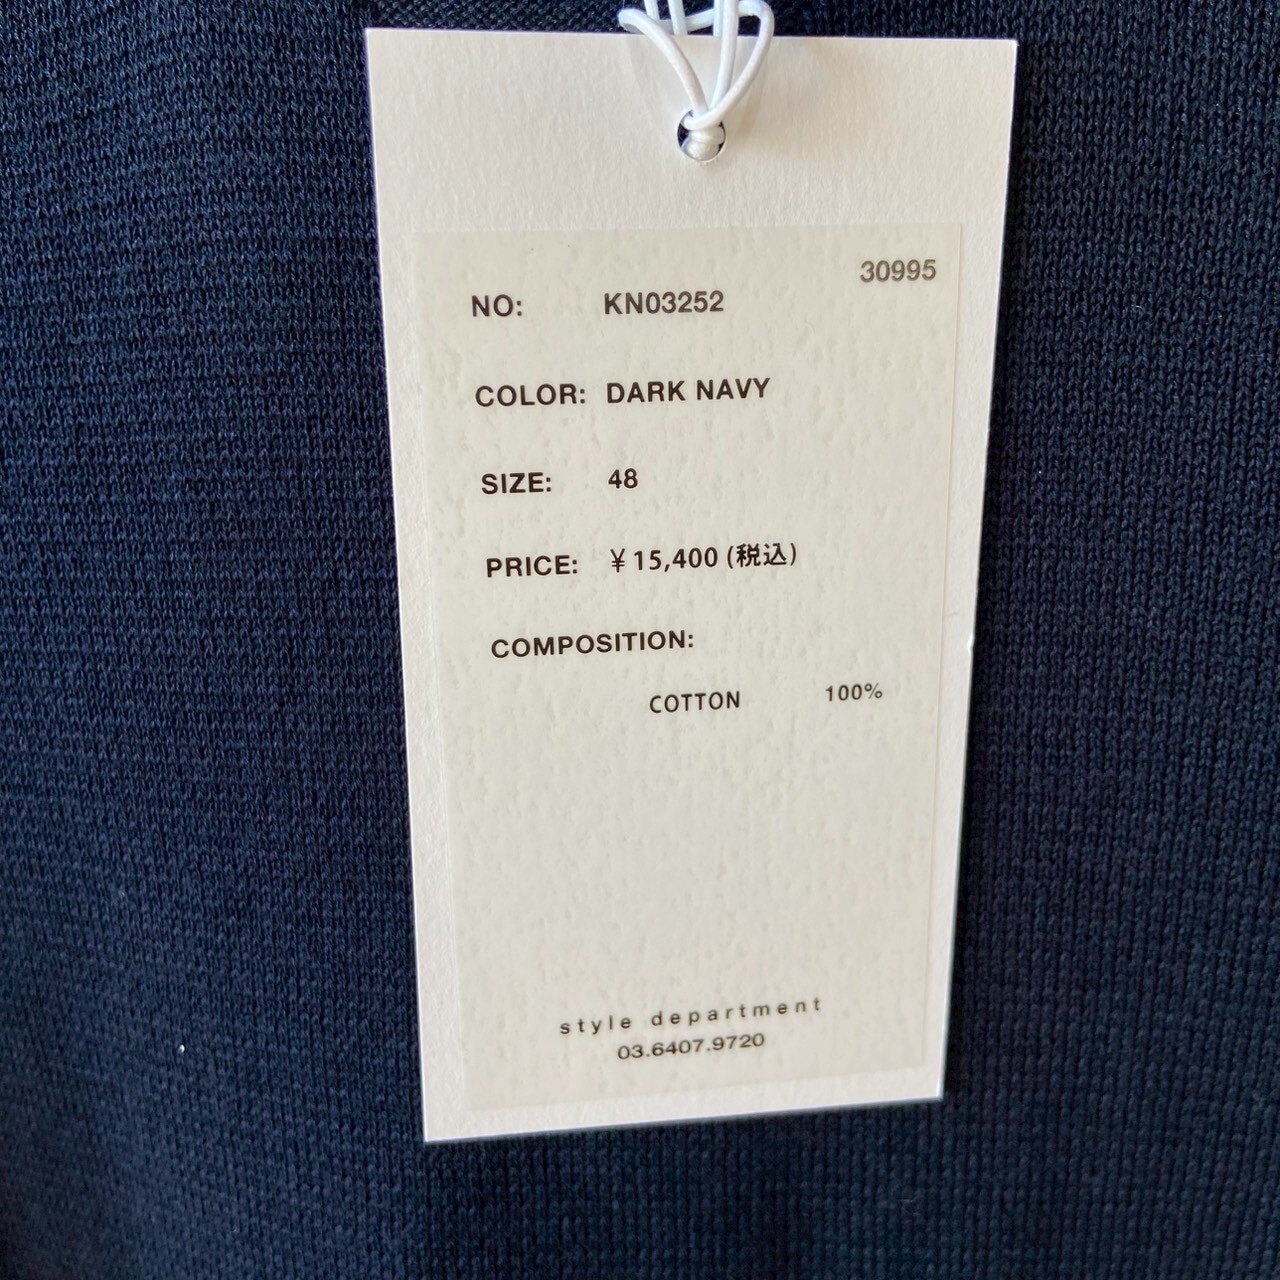 30995
NO: KN03252
COLOR: DARK NAVY
SIZE: 48
PRICE: ¥15,400 (税込)
COMPOSITION:
COTTON 100%
style department
03.6407.9720